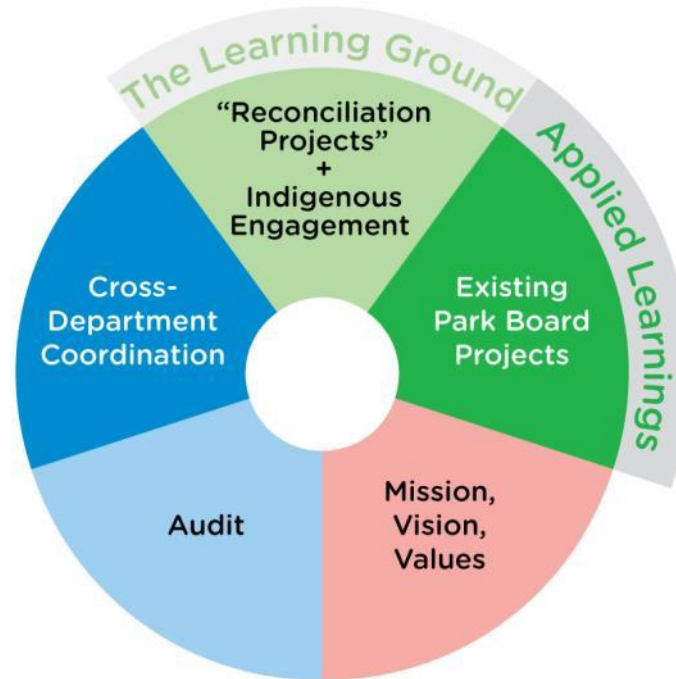 The Learning Ground
“Reconciliation
Projects”
+
Indigenous
Engagement
Applied Learnings
Cross-
Department
Coordination
Existing
Park Board
Projects
Audit
Mission,
Vision,
Values